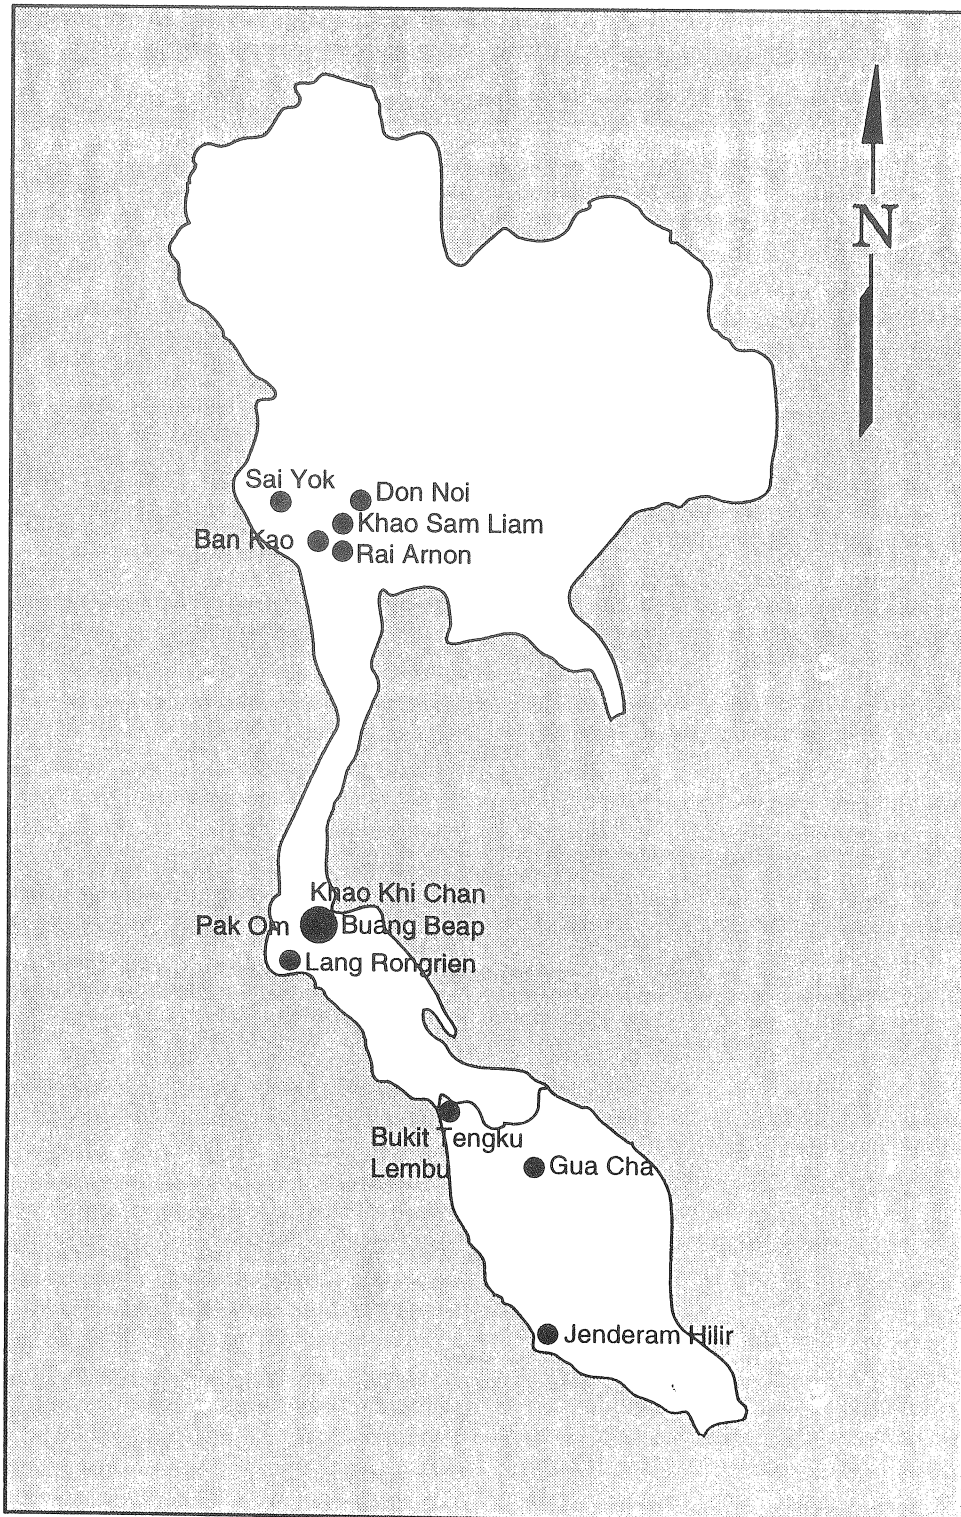 N
Sai Yok
Don Noi
Khao Sam Liam
Ban Kao
Rai Arnon
Khao Khi Chan
Pak Om
Buang Beap
Lang Rongrien
Bukit Tengku
Lembu
Gua Cha
Jenderam Hilir